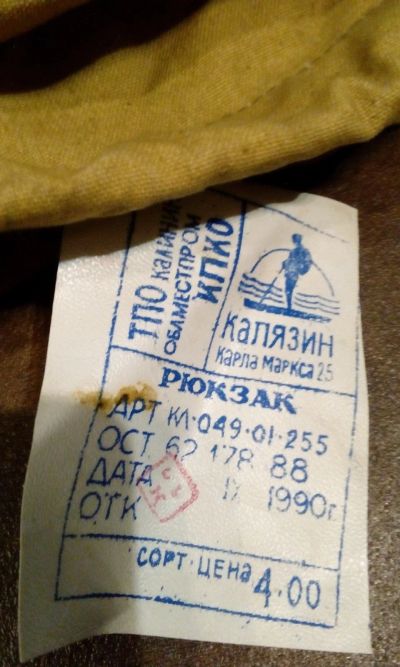 ТПО КАЛИНИН
ОБЛМЕСТПРОМ
КПКО
КАЛЯЗИН
КАРЛА МАРКСА 25
РЮКЗАК
АРТ КЛ·049·01·255
ОСТ 62 178 88
ДАТА IX 1990г.
ОТК
СОРТ·ЦЕНА 4.00